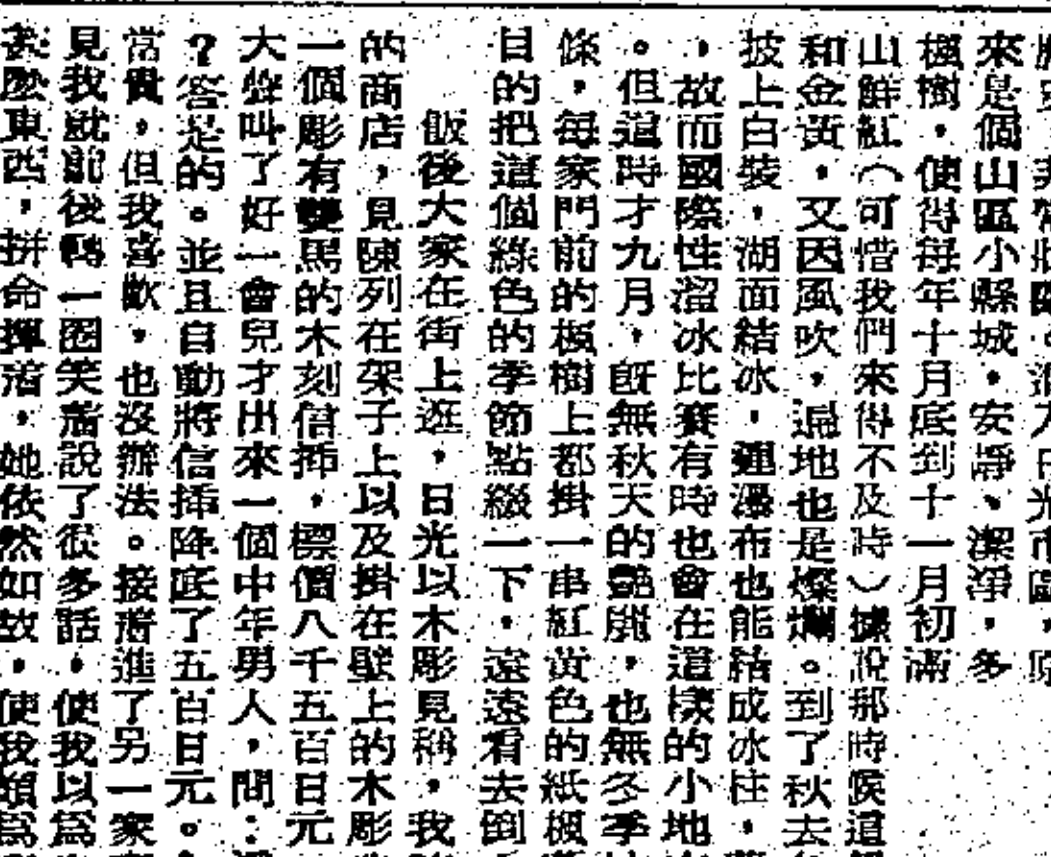 來是個山區小縣城，安靜、潔淨，多
楓樹，使得每年十月底到十一月初滿
山鮮紅（可惜我們來得不及時）據說那時候這
和金黃，又因風吹，遍地也是燦爛。到了秋去
披上白裝，湖面結冰，連瀑布也能結成冰柱，
，故而國際性溜冰比賽有時也會在這樣的小地
。但這時才九月，既無秋天的艷麗，也無冬季
條，每家門前的楓樹上都掛一串紅黃色的紙楓
目的把這個綠色的季節點綴一下，遠遠看去倒
飯後大家在街上逛，日光以木彫見稱，我
的商店，見陳列在架子上以及掛在壁上的木彫
一個彫有雙馬的木刻信插，標價八千五百日元
大聲叫了好一會兒才出來一個中年男人，問：
？答是的。並且自動將信插降底了五百日元。
常貴，但我喜歡，也沒辦法。接著進了另一家
見我就前後轉一圈笑著說了很多話，使我以為
麼東西，拼命揮著，她依然如故，使我頗為